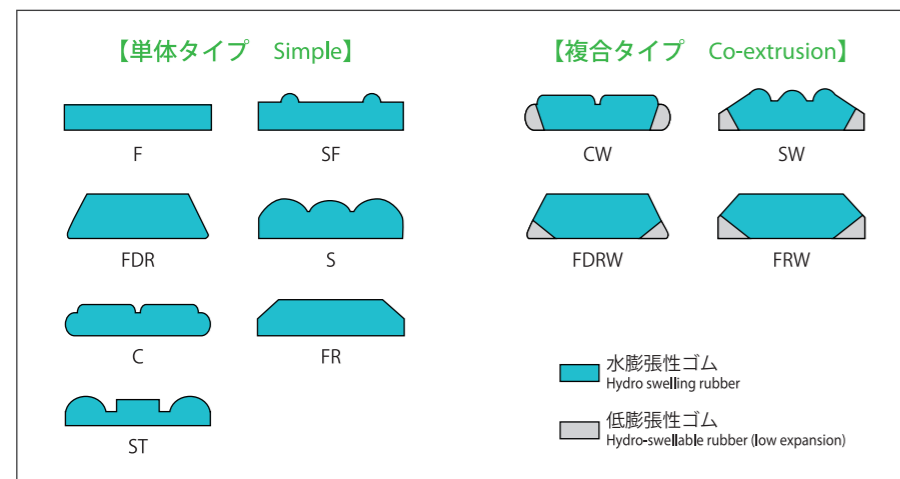 【単体タイプ　Simple】
F
SF
FDR
S
C
FR
ST
【複合タイプ　Co-extrusion】
CW
SW
FDRW
FRW
水膨張性ゴム
Hydro swelling rubber
低膨張性ゴム
Hydro-swellable rubber (low expansion)